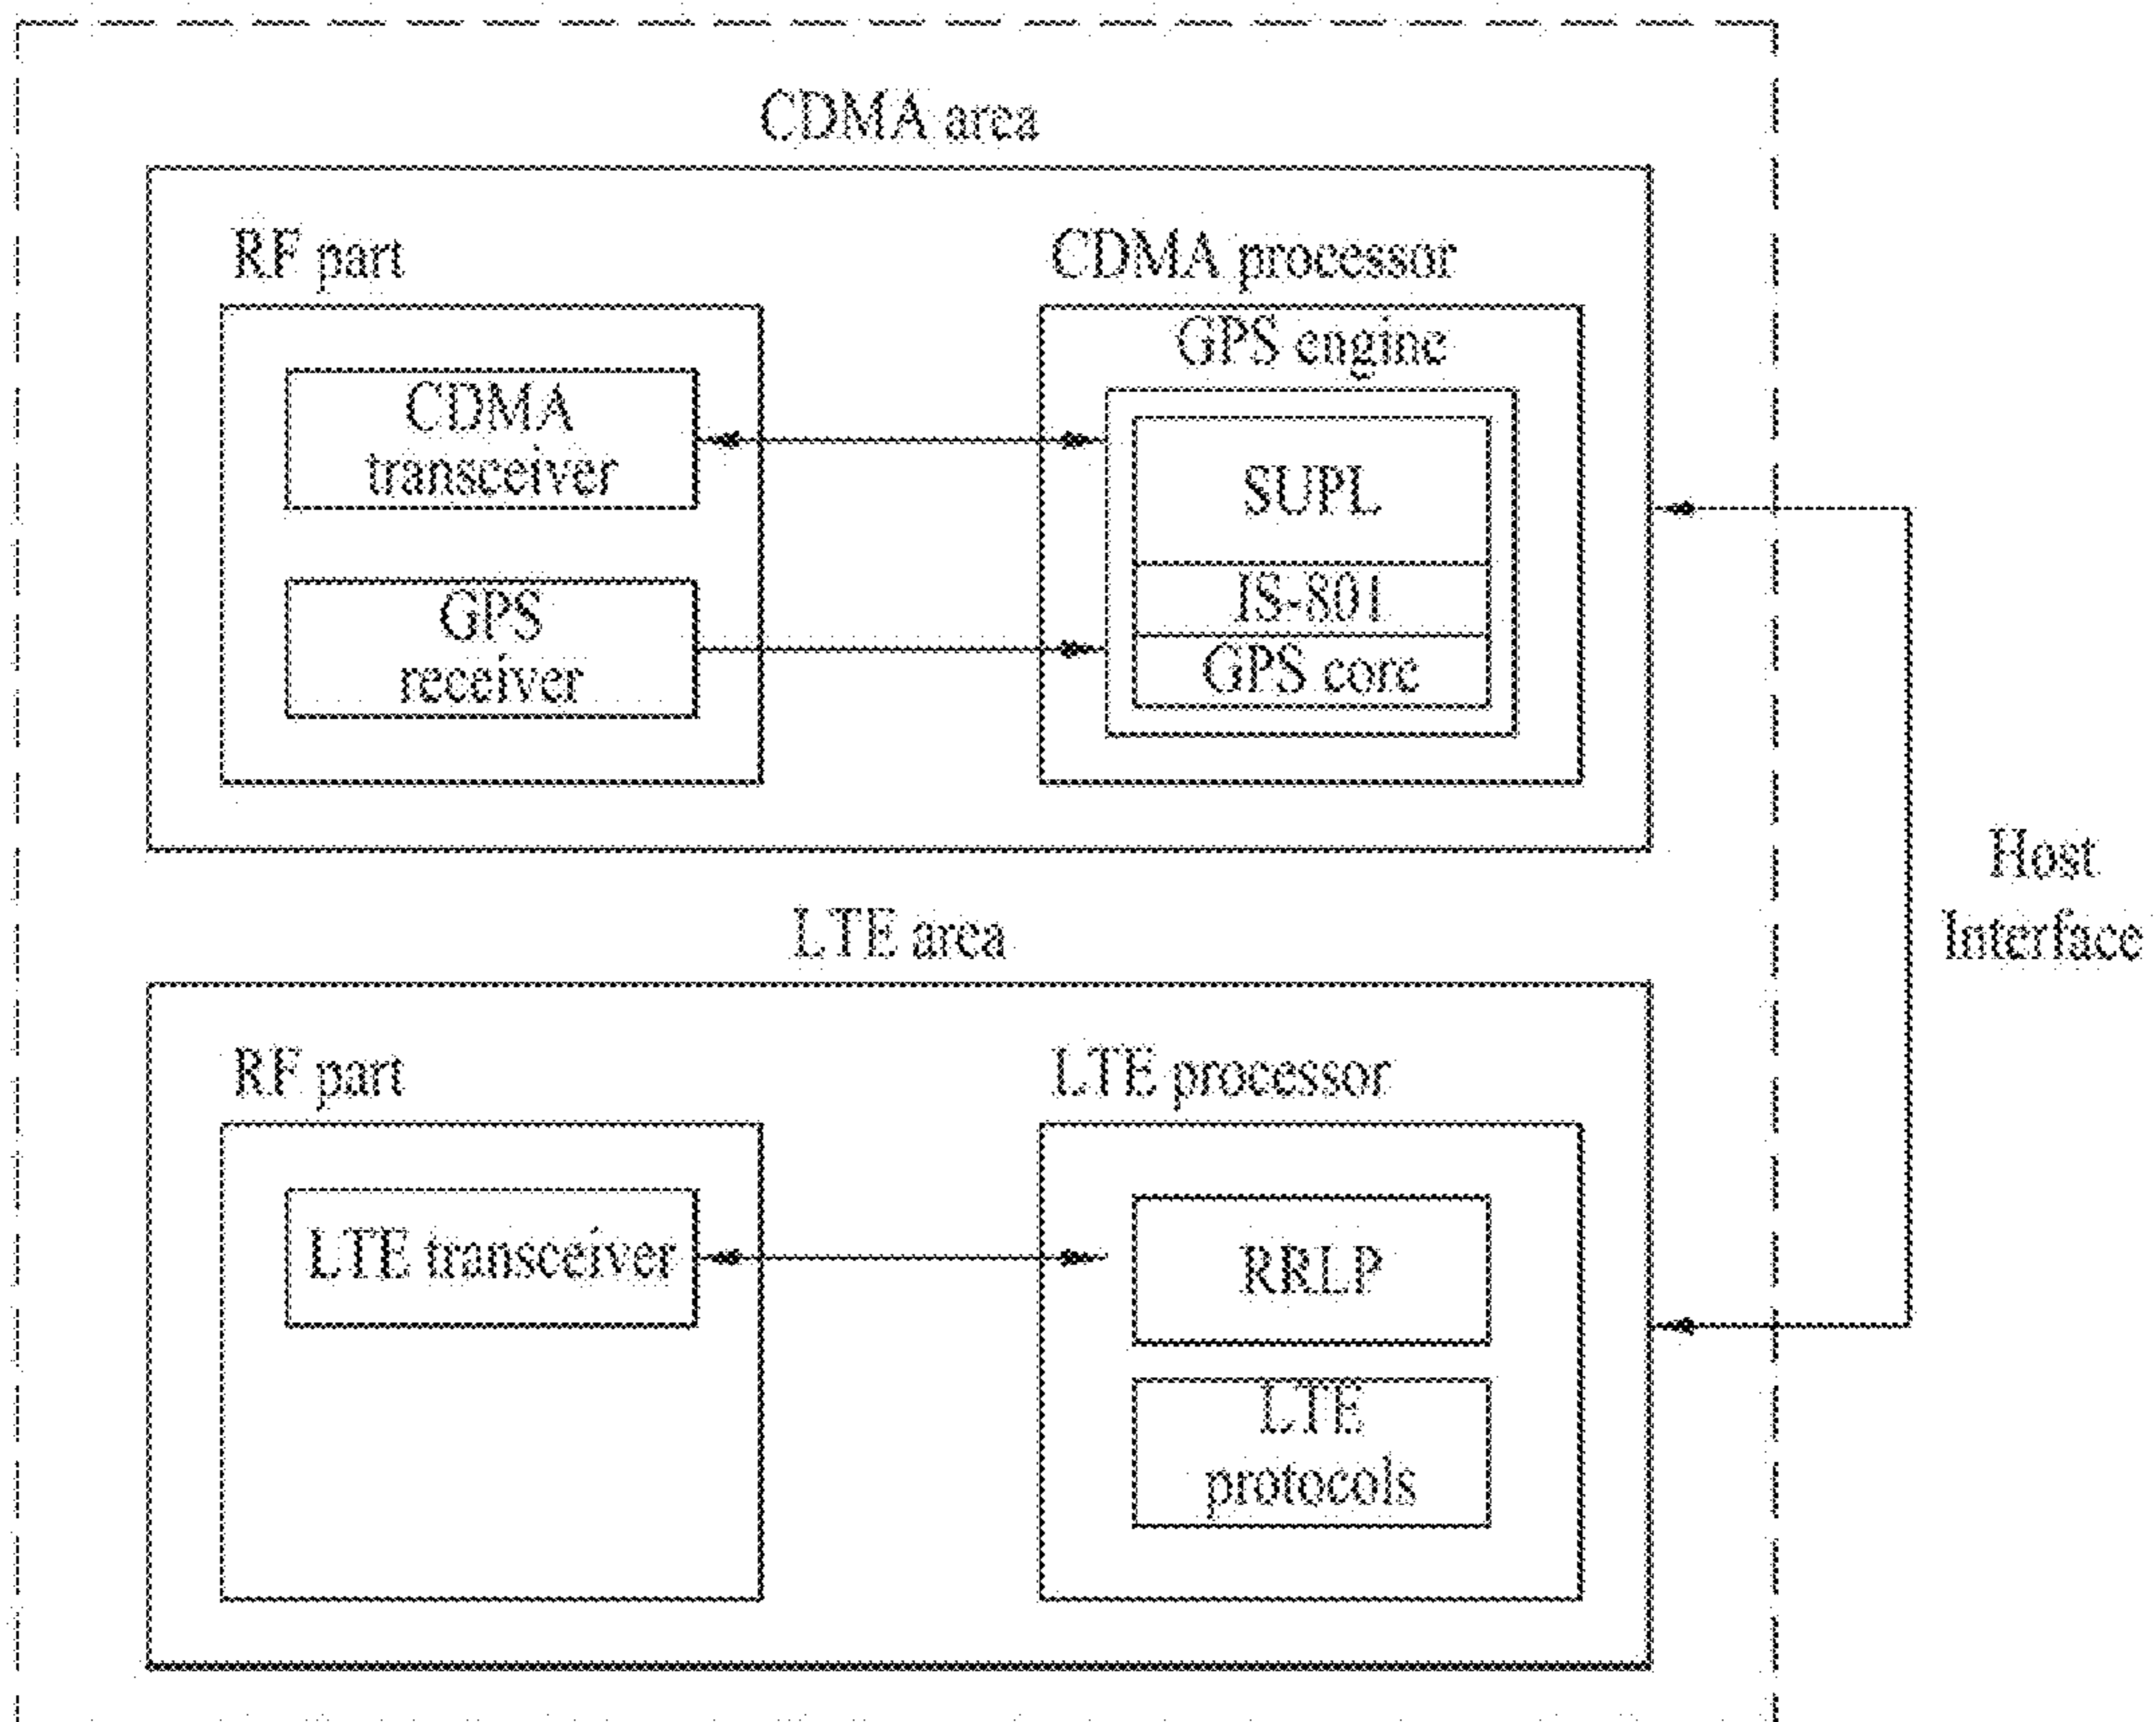 CDMA area
RF part
CDMA processor
CDMA
transceiver
GPS
receiver
GPS engine
SUPL
IS-801
GPS core
Host
Interface
LTE area
RF part
LTE processor
LTE transceiver
RRLP
LTE
protocols